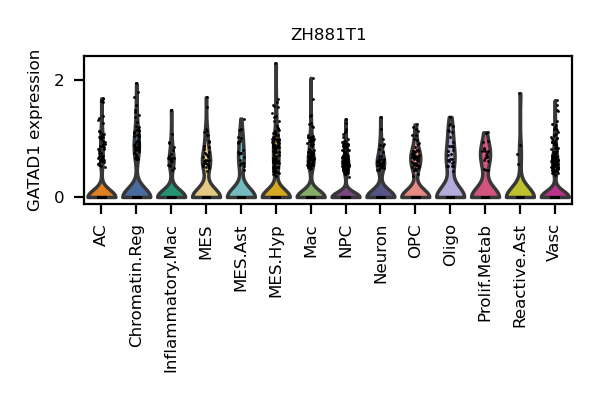 ZH881T1
GATAD1 expression
2
0
AC
Chromatin.Reg
Inflammatory.Mac
MES
MES.Ast
MES.Hyp
Mac
NPC
Neuron
OPC
Oligo
Prolif.Metab
Reactive.Ast
Vasc